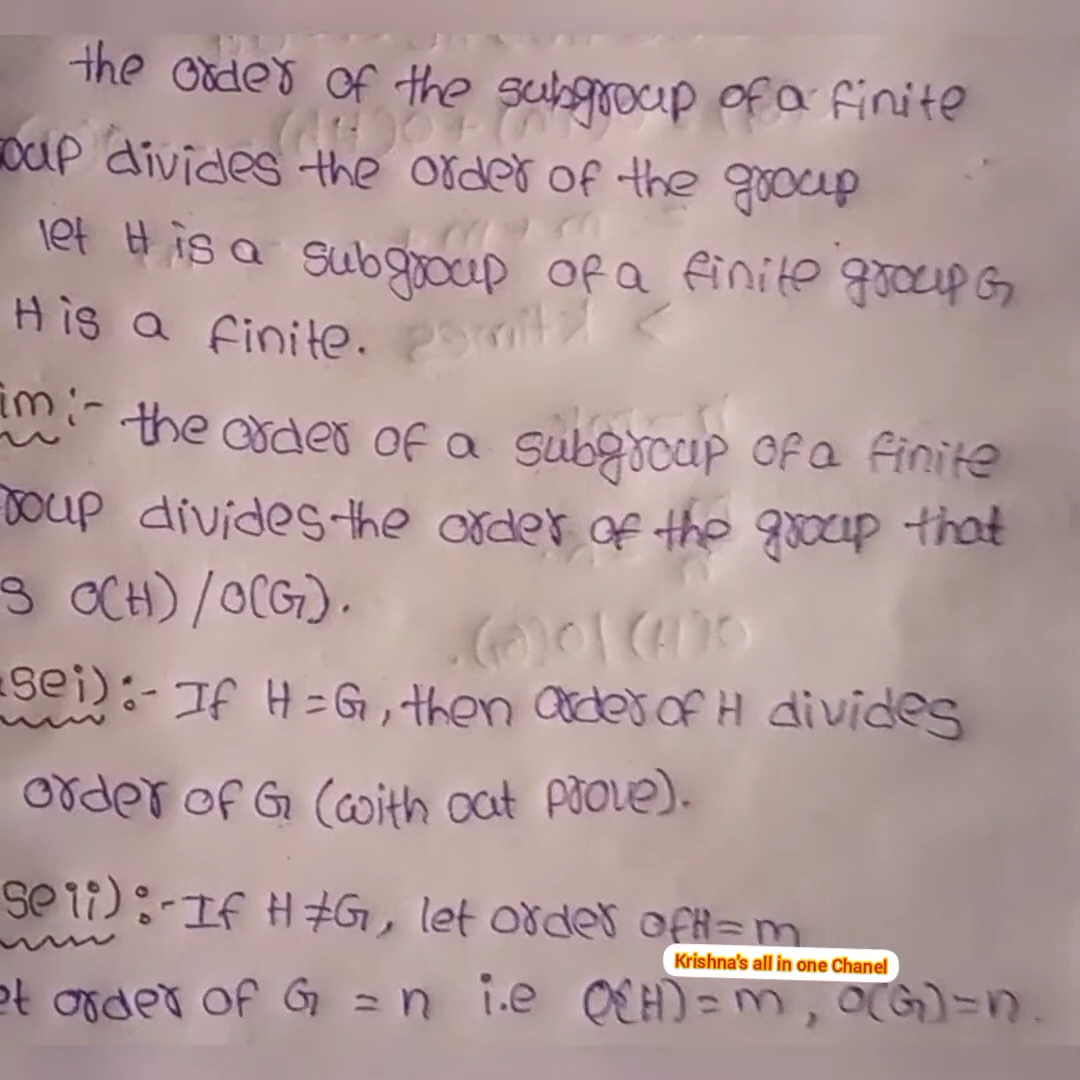 the order of the subgroup of a finite
oup divides the order of the group
let H is a subgroup of a finite group G
H is a finite.
im :- the order of a subgroup of a finite
roup divides the order of the group that
s O(H) / O(G).
sei) :- If H = G, then order of H divides
order of G (with out prove).
se ii) :- If H ≠ G, let order of H = m
et order of G = n i.e O(H) = m, O(G) = n.
Krishna's all in one Chanel